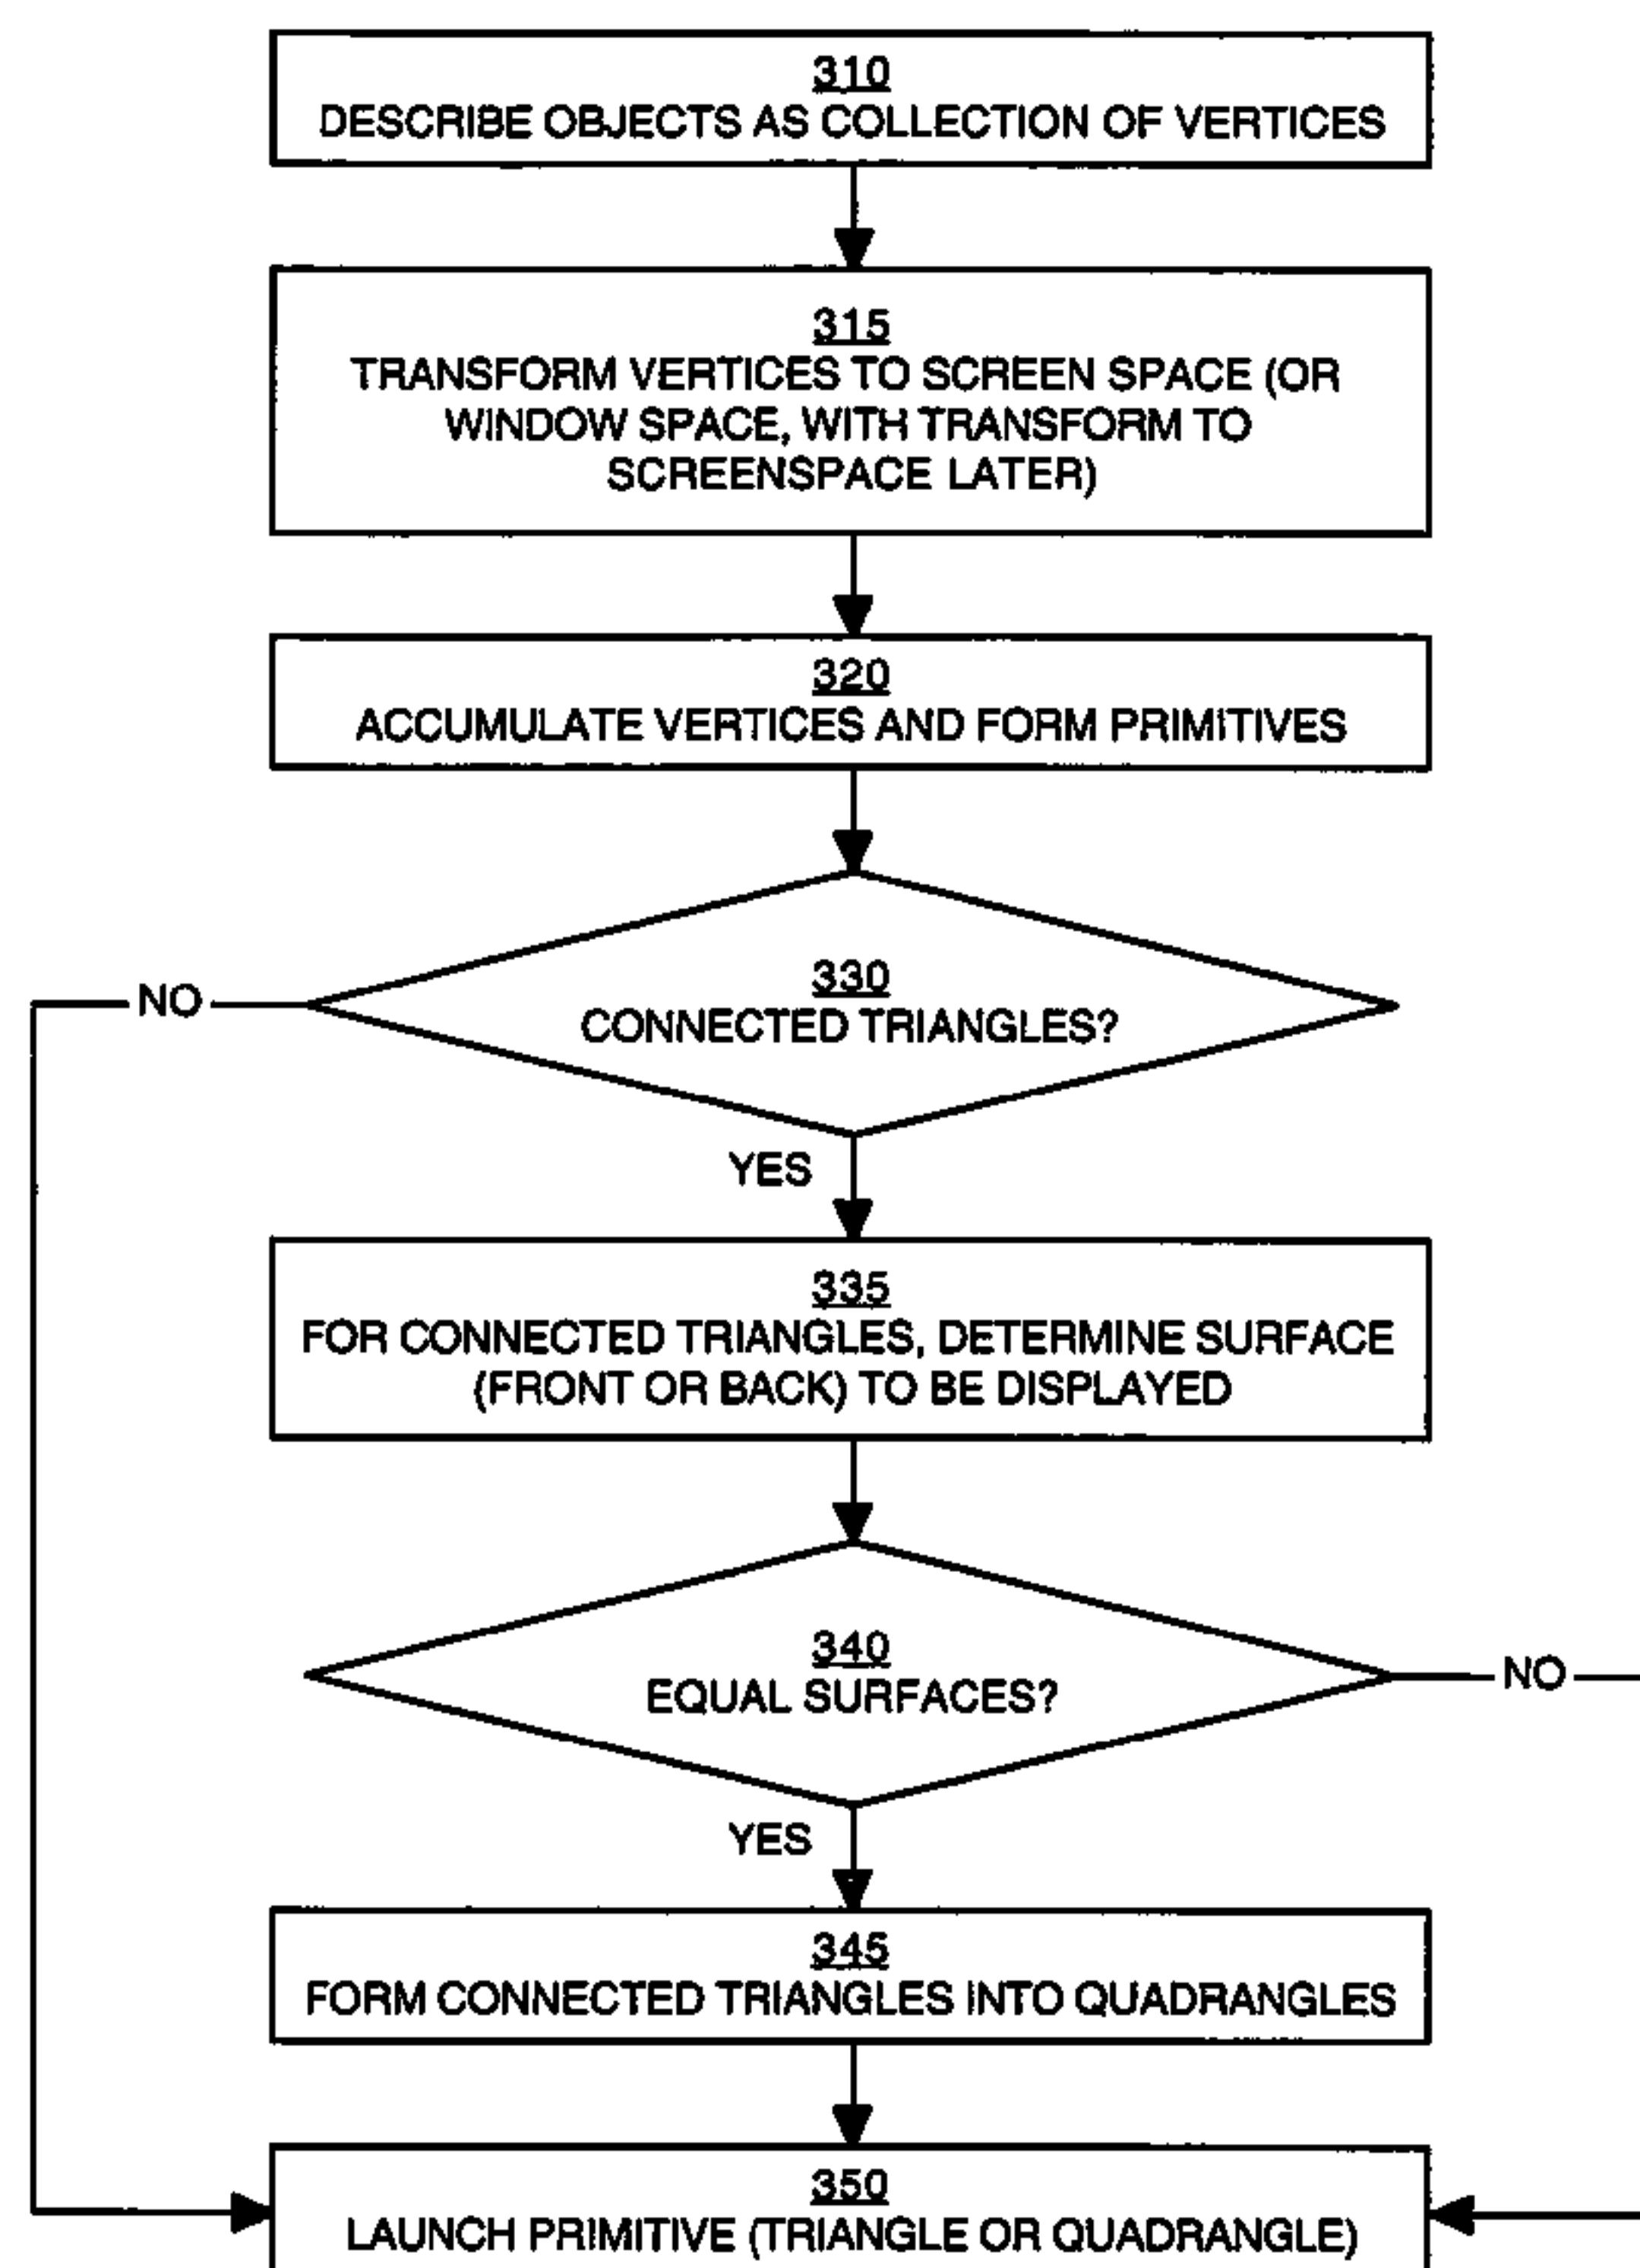 310
DESCRIBE OBJECTS AS COLLECTION OF VERTICES
315
TRANSFORM VERTICES TO SCREEN SPACE (OR
WINDOW SPACE, WITH TRANSFORM TO
SCREENSPACE LATER)
320
ACCUMULATE VERTICES AND FORM PRIMITIVES
330
NO
CONNECTED TRIANGLES?
YES
335
FOR CONNECTED TRIANGLES, DETERMINE SURFACE
(FRONT OR BACK) TO BE DISPLAYED
340
NO
EQUAL SURFACES?
YES
345
FORM CONNECTED TRIANGLES INTO QUADRANGLES
350
LAUNCH PRIMITIVE (TRIANGLE OR QUADRANGLE)